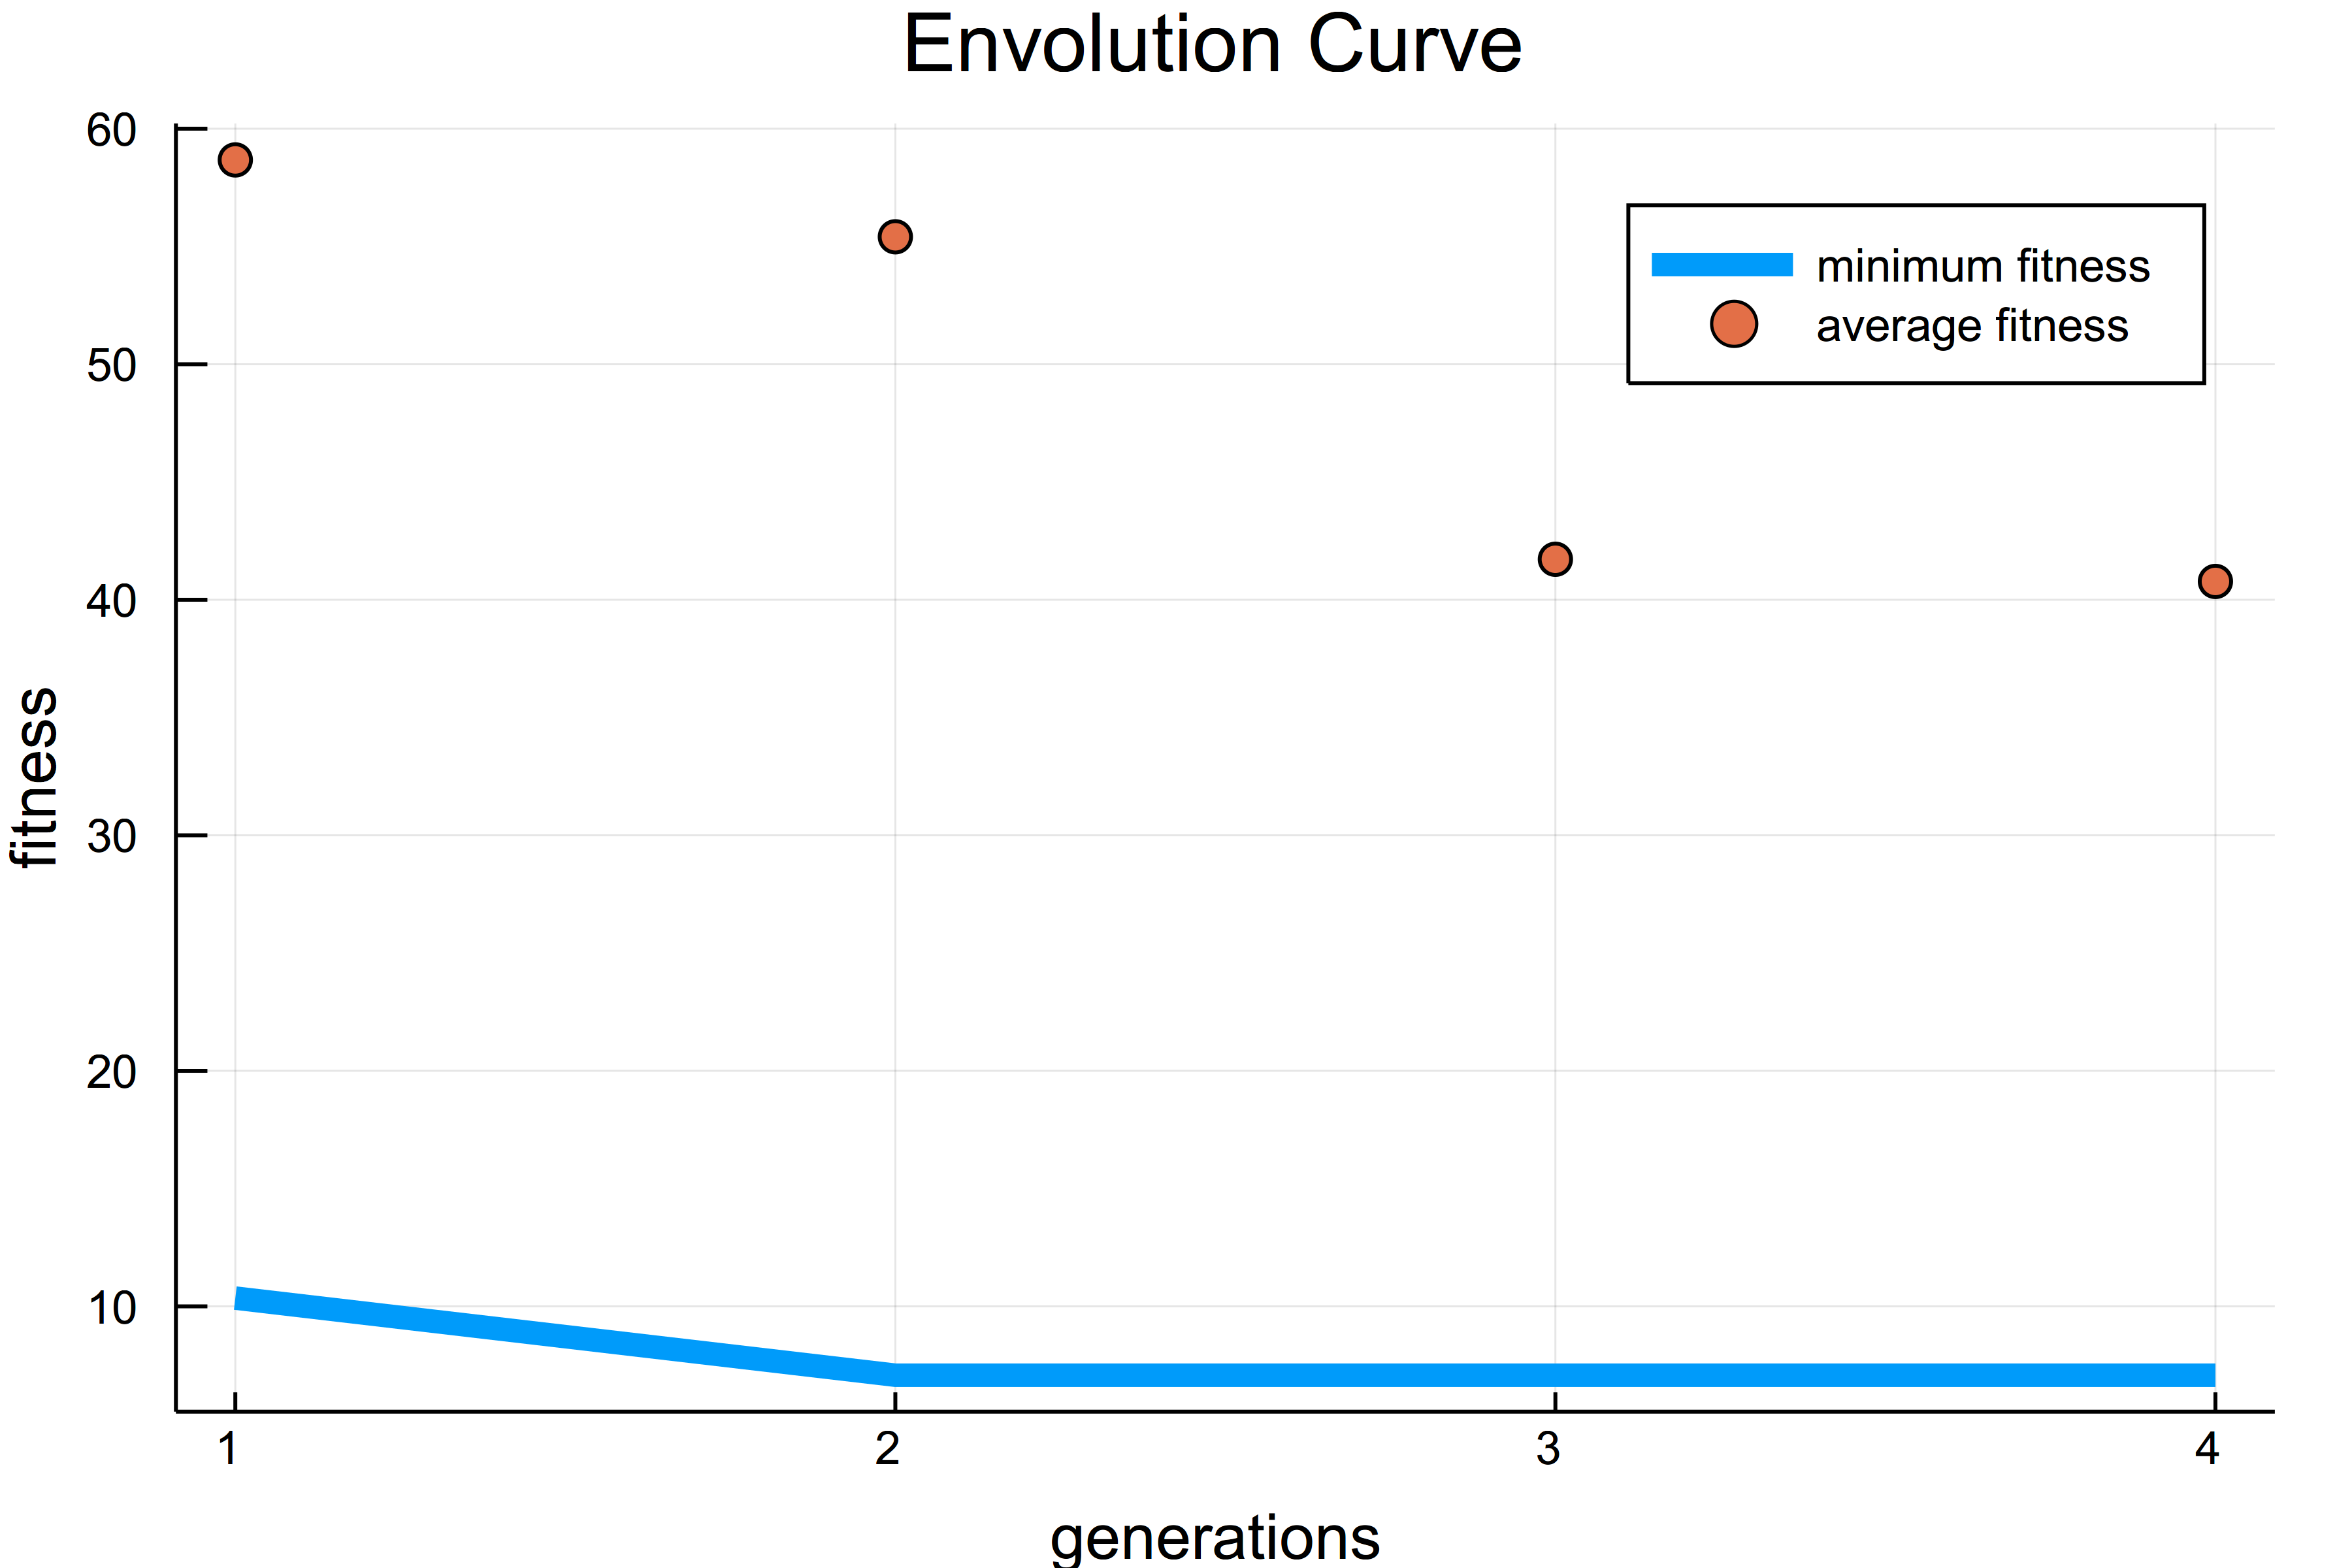 Envolution Curve
60
50
40
30
20
10
fitness
minimum fitness
average fitness
1 2 3 4
generations